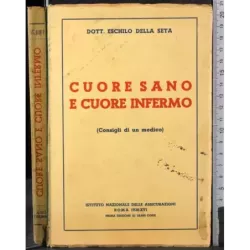 DOTT. ESCHILO DELLA SETA
CUORE SANO
E CUORE INFERMO
(Consigli di un medico)
ISTITUTO NAZIONALE DELLE ASSICURAZIONI
CUORE SANO E CUORE INFERMO